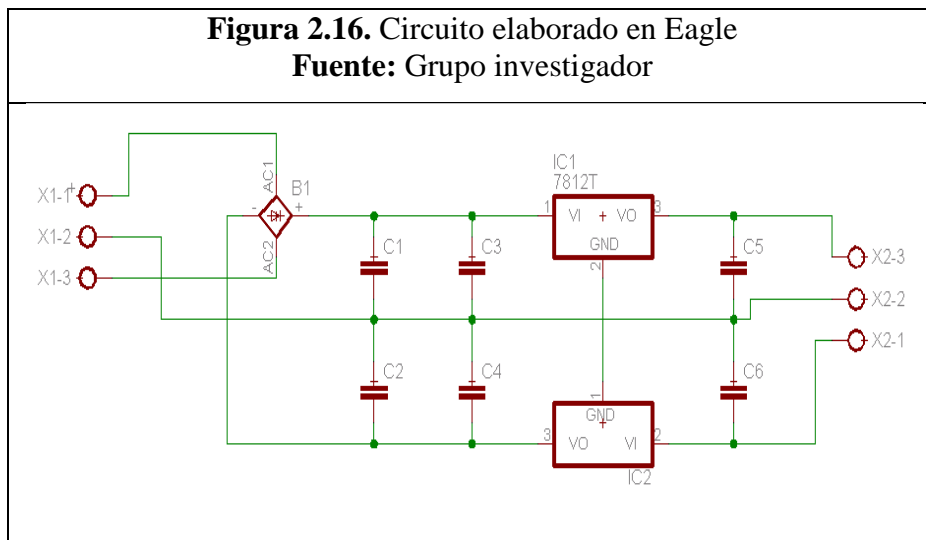 Figura 2.16. Circuito elaborado en Eagle
Fuente: Grupo investigador
IC1
7812T
X1-1
AC1
B1
-
+
1
VI
VO
3
GND
2
X1-2
C1
C3
C5
X2-3
X1-3
AC2
X2-2
X2-1
C2
C4
C6
1
GND
3
VO
VI
2
IC2